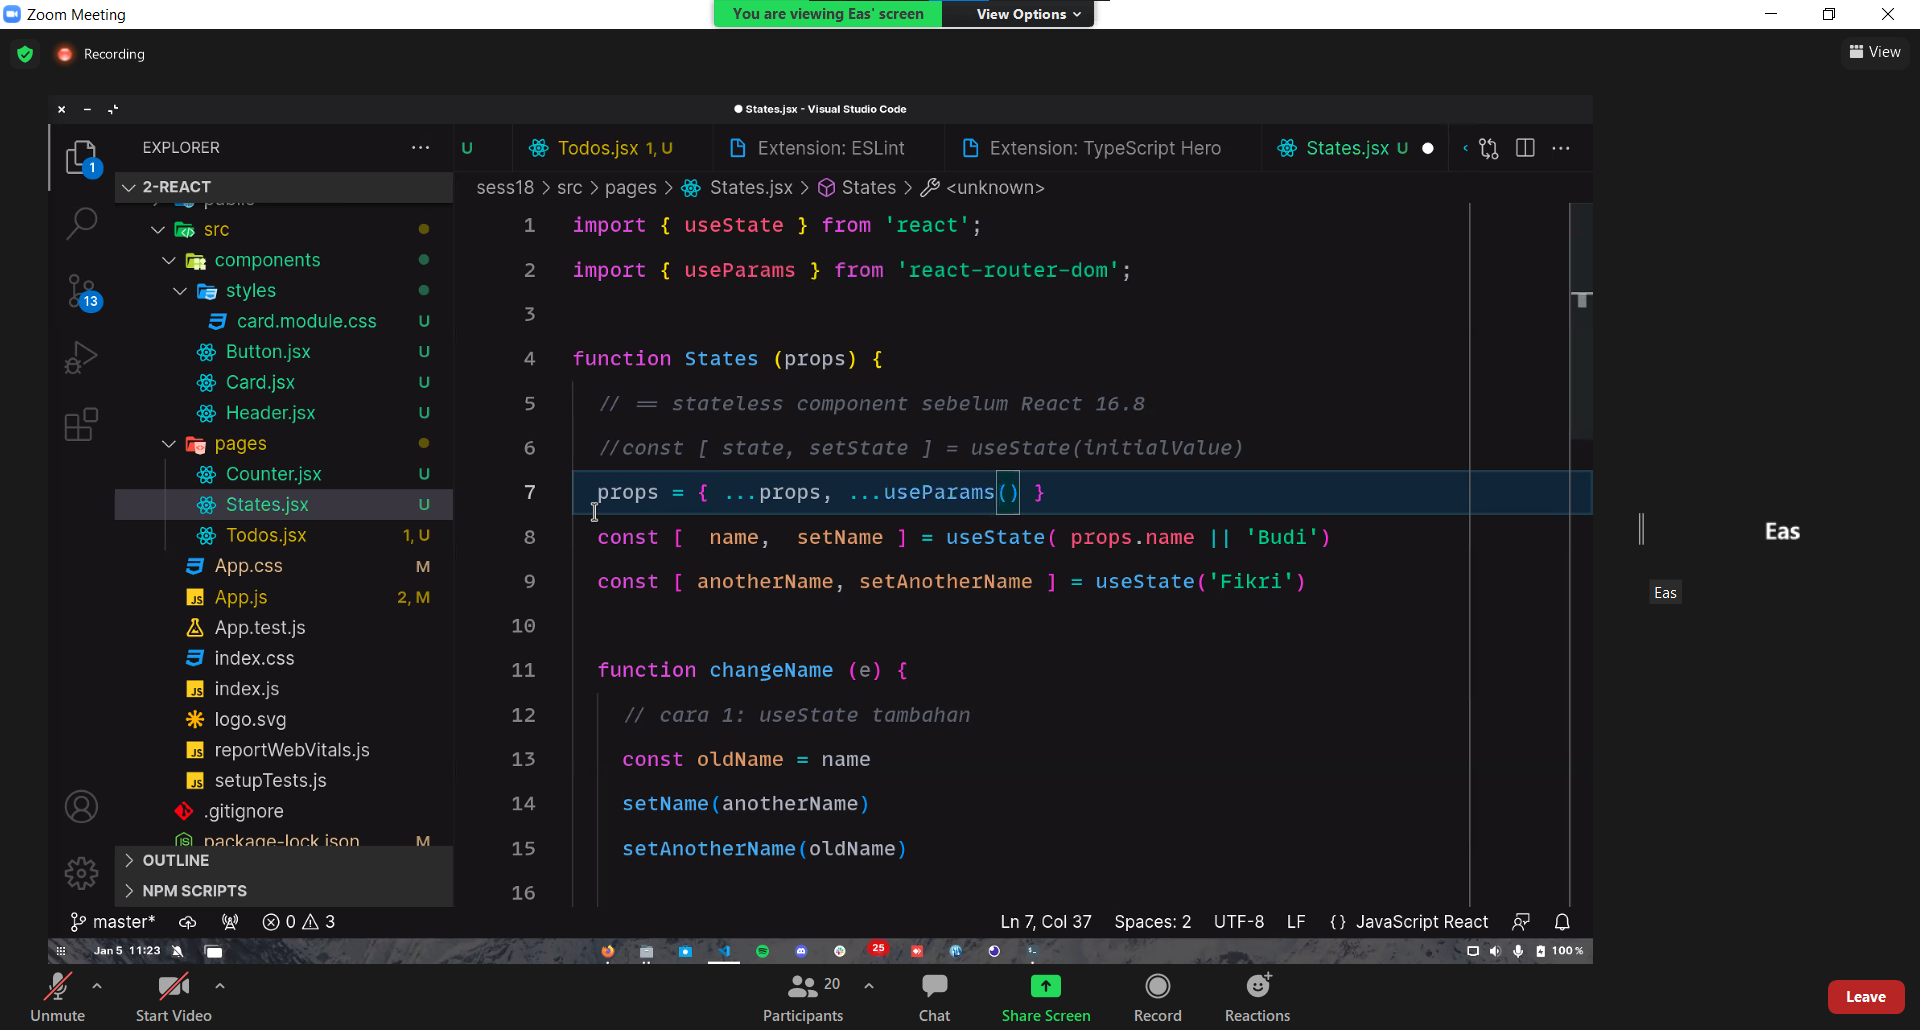 Zoom Meeting
You are viewing Eas' screen
View Options
Recording
View
States.jsx - Visual Studio Code
EXPLORER
U
Todos.jsx 1, U
Extension: ESLint
Extension: TypeScript Hero
States.jsx U
1
2-REACT
sess18 > src > pages > States.jsx > States > <unknown>
public
src
components
styles
card.module.css U
Button.jsx U
Card.jsx U
Header.jsx U
pages
Counter.jsx U
States.jsx U
Todos.jsx 1, U
App.css M
App.js 2, M
App.test.js
index.css
index.js
logo.svg
reportWebVitals.js
setupTests.js
.gitignore
package-lock.json M
OUTLINE
NPM SCRIPTS
13
1 import { useState } from 'react';
2 import { useParams } from 'react-router-dom';
3
4 function States (props) {
5 // == stateless component sebelum React 16.8
6 //const [ state, setState ] = useState(initialValue)
7 props = { ...props, ...useParams() }
8 const [ name, setName ] = useState( props.name || 'Budi')
9 const [ anotherName, setAnotherName ] = useState('Fikri')
10
11 function changeName (e) {
12 // cara 1: useState tambahan
13 const oldName = name
14 setName(anotherName)
15 setAnotherName(oldName)
16
Eas
Eas
master*
0
3
Ln 7, Col 37
Spaces: 2
UTF-8
LF
{} JavaScript React
Jan 5 11:23
25
100 %
Unmute
Start Video
20
Participants
Chat
Share Screen
Record
Reactions
Leave